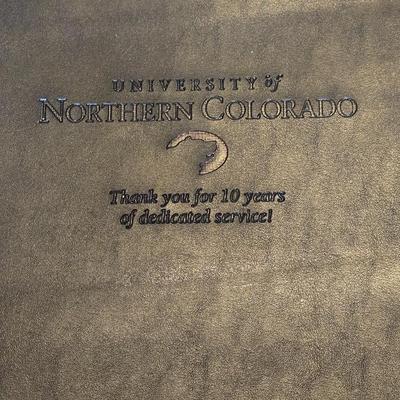 UNIVERSITY of
NORTHERN COLORADO
Thank you for 10 years
of dedicated service!